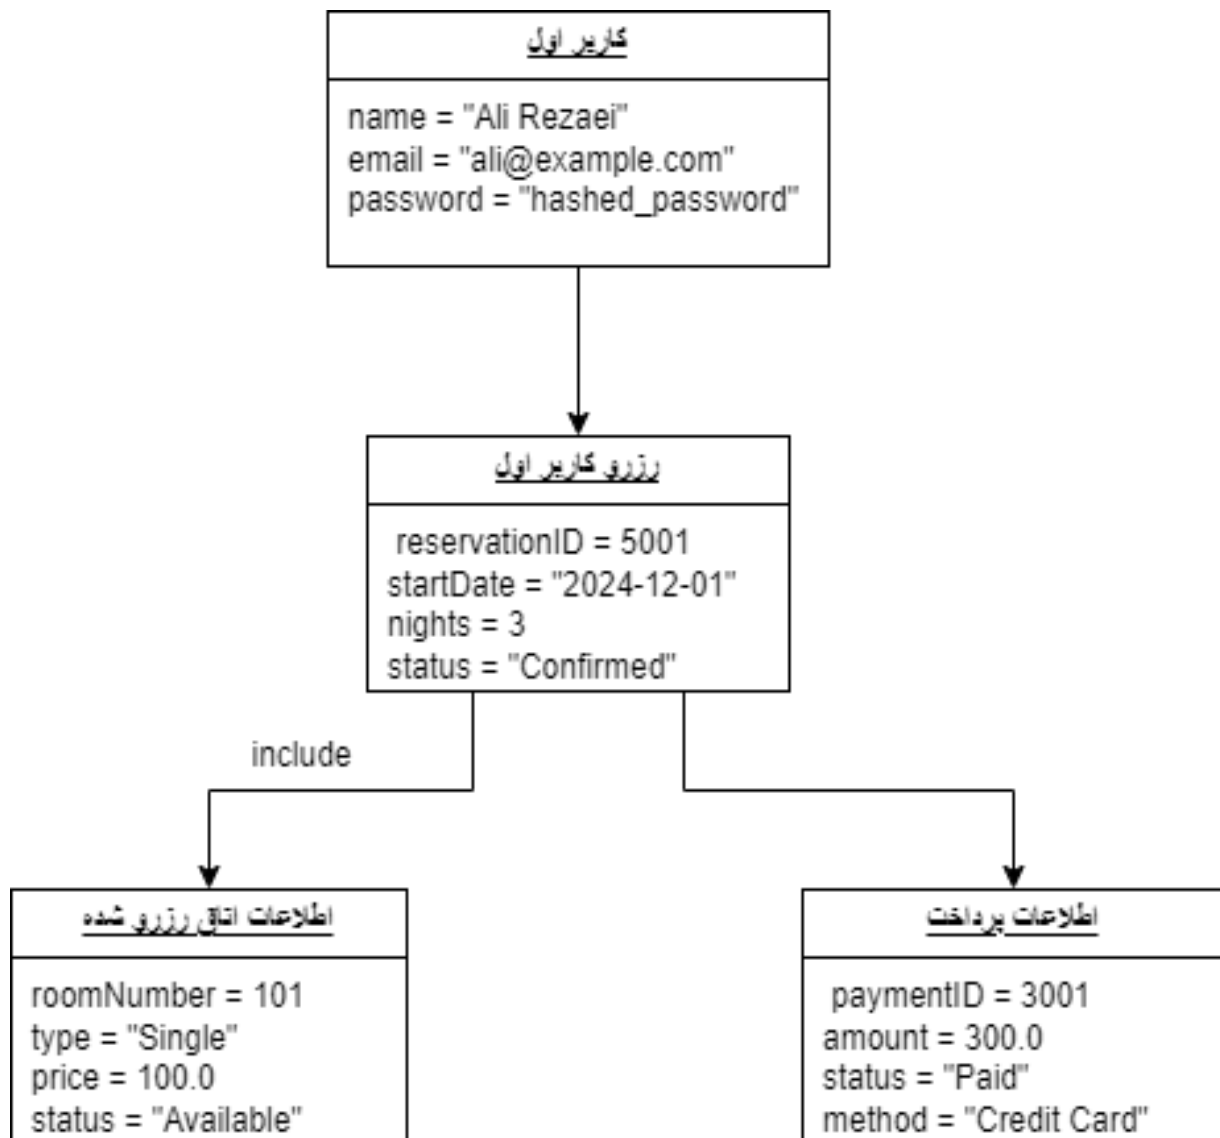 کاربر اول
name = "Ali Rezaei"
email = "ali@example.com"
password = "hashed_password"
رزرو کاربر اول
reservationID = 5001
startDate = "2024-12-01"
nights = 3
status = "Confirmed"
include
اطلاعات اتاق رزرو شده
roomNumber = 101
type = "Single"
price = 100.0
status = "Available"
اطلاعات پرداخت
paymentID = 3001
amount = 300.0
status = "Paid"
method = "Credit Card"